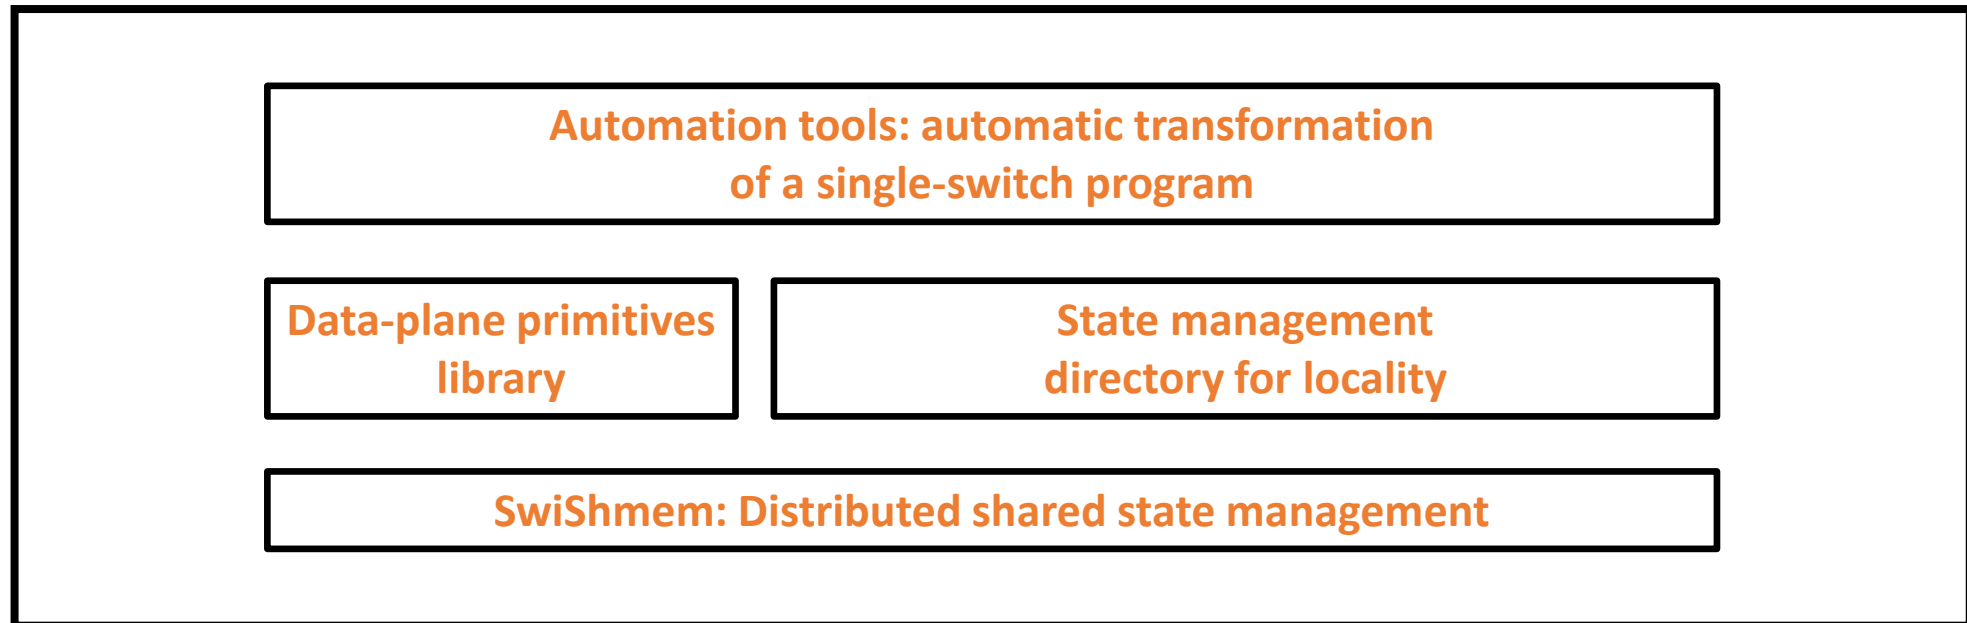 Automation tools: automatic transformation
of a single-switch program
Data-plane primitives
library
State management
directory for locality
SwiShmem: Distributed shared state management